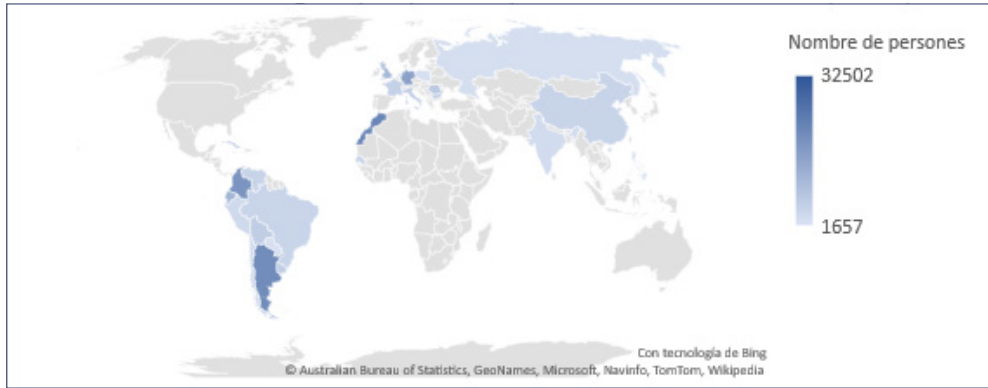 Nombre de persones
32502
1657
Con tecnología de Bing
© Australian Bureau of Statistics, GeoNames, Microsoft, Navinfo, TomTom, Wikipedia